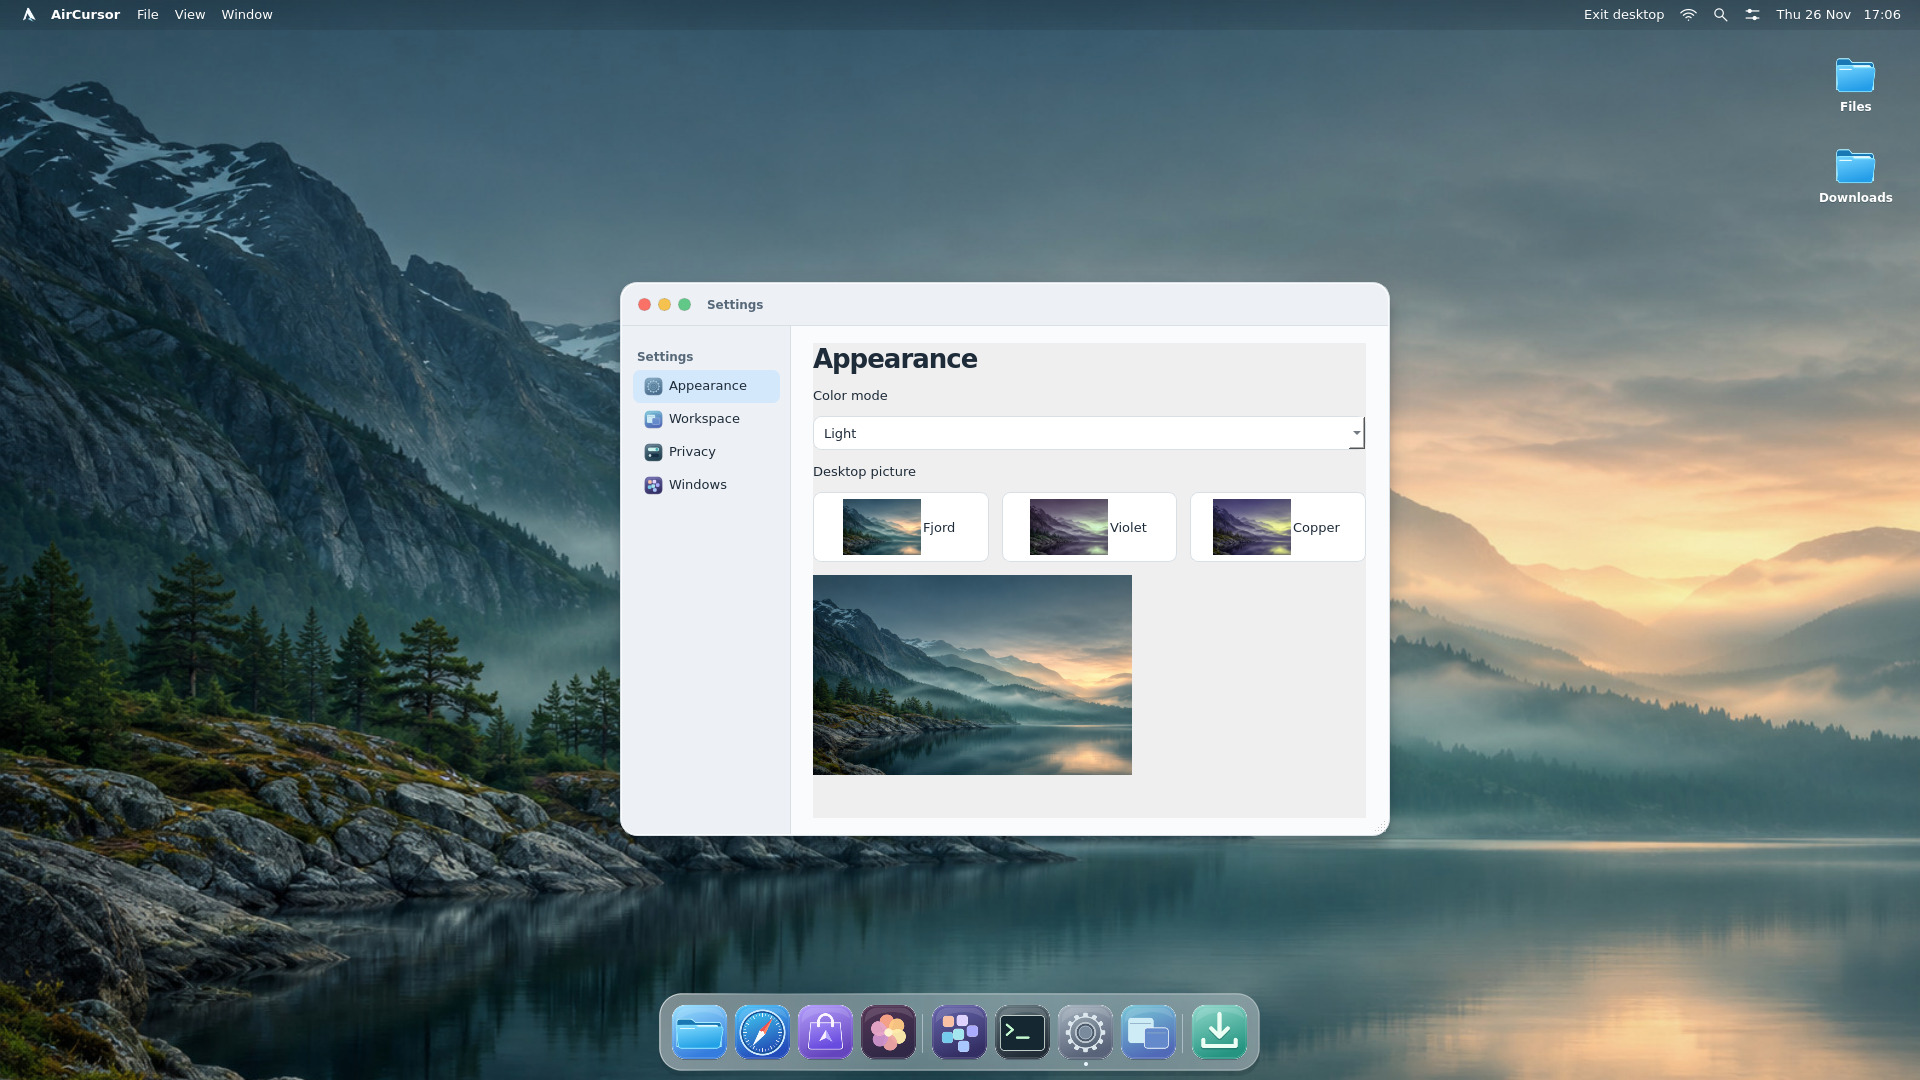 AirCursor File View Window Exit desktop Thu 26 Nov 17:06
Files
Downloads
Settings
Settings
Appearance
Workspace
Privacy
Windows
Appearance
Color mode
Light
Desktop picture
Fjord Violet Copper